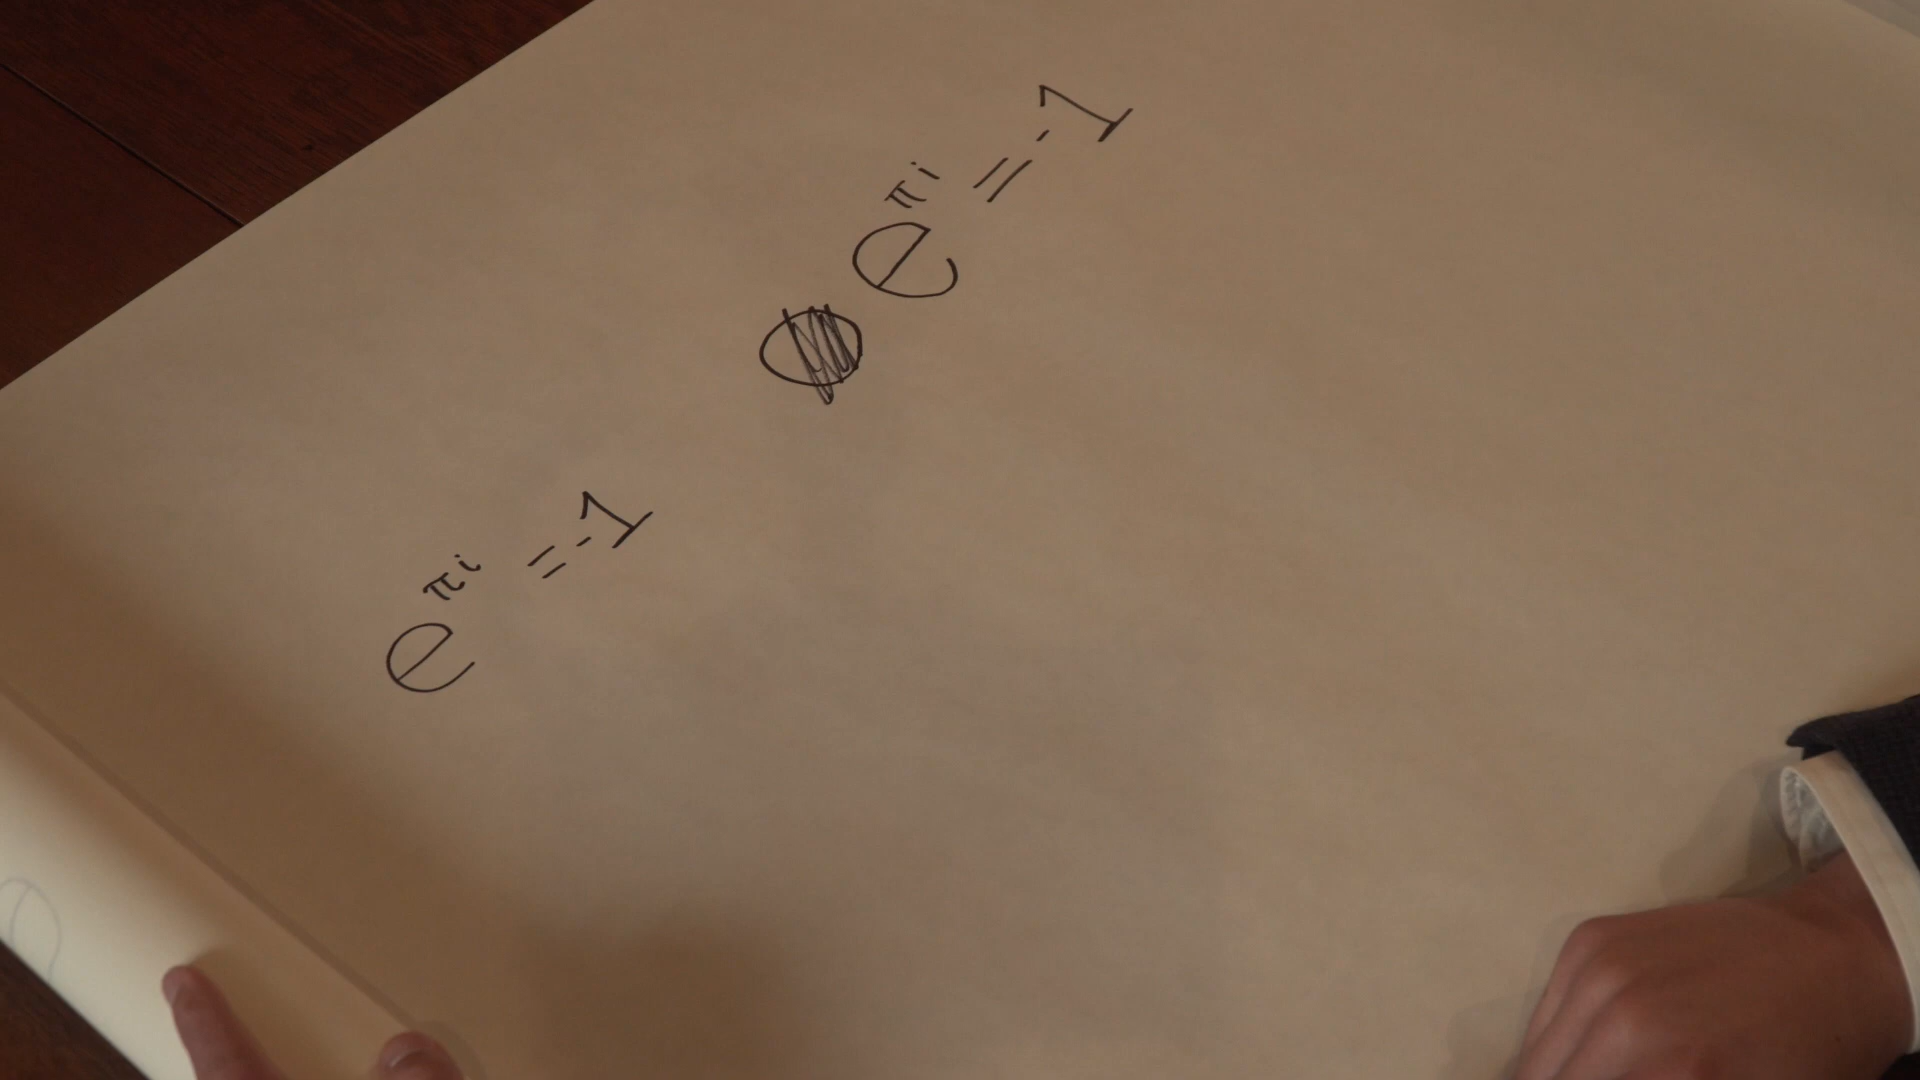 e^{πi} = -1
e^{πi} = -1